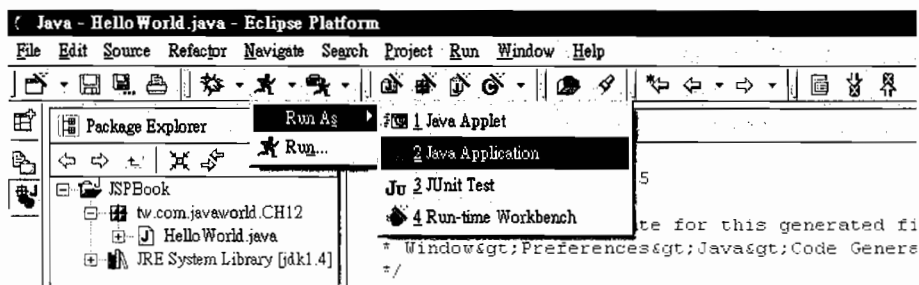 Java - HelloWorld.java - Eclipse Platform
File Edit Source Refactor Navigate Search Project Run Window Help
Package Explorer
Run As
Run...
1 Java Applet
2 Java Application
Ju 3 JUnit Test
4 Run-time Workbench
JSPBook
tw.com.javaworld.CH12
J HelloWorld.java
JRE System Library [jdk1.4]
5
te for this generated fi
* Window&gt;Preferences&gt;Java&gt;Code Genera
*/